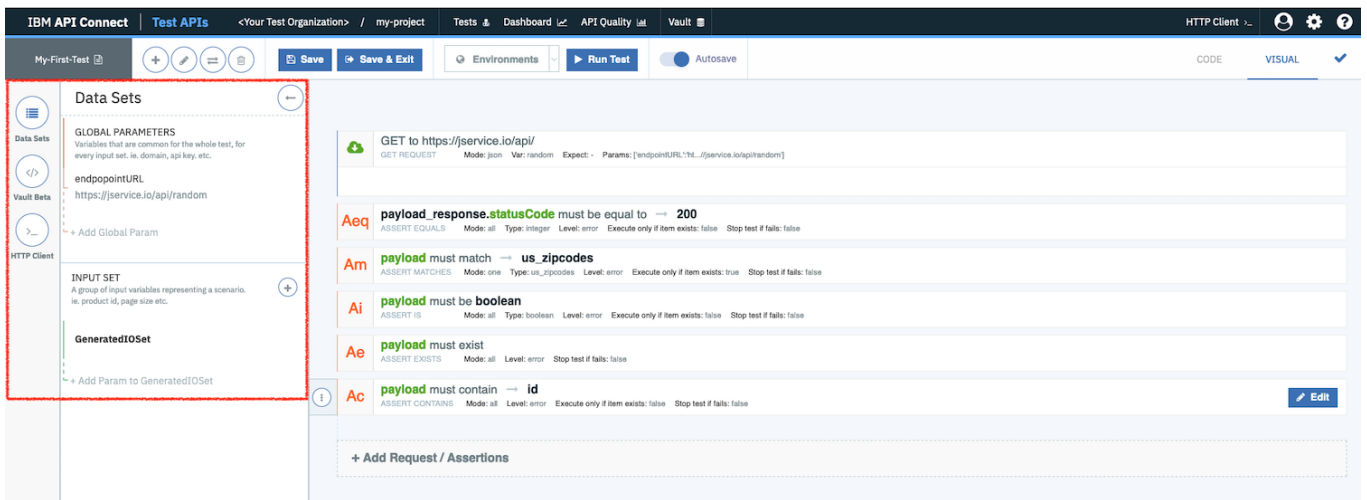 IBM API Connect Test APIs <Your Test Organization> / my-project Tests Dashboard API Quality Vault HTTP Client >_
My-First-Test Save Save & Exit Environments Run Test Autosave CODE VISUAL
Data Sets
Data Sets
Vault Beta
HTTP Client
GLOBAL PARAMETERS
Variables that are common for the whole test, for
every input set. ie. domain, api key. etc.
endpopointURL
https://jservice.io/api/random
+ Add Global Param
INPUT SET
A group of input variables representing a scenario.
ie. product id, page size etc.
GeneratedIOSet
+ Add Param to GeneratedIOSet
GET to https://jservice.io/api/
GET REQUEST Mode: json Var: random Expect: - Params: ['endpointURL':'ht...//jservice.io/api/random']
Aeq payload_response.statusCode must be equal to → 200
ASSERT EQUALS Mode: all Type: integer Level: error Execute only if item exists: false Stop test if fails: false
Am payload must match → us_zipcodes
ASSERT MATCHES Mode: one Type: us_zipcodes Level: error Execute only if item exists: true Stop test if fails: false
Ai payload must be boolean
ASSERT IS Mode: all Type: boolean Level: error Execute only if item exists: false Stop test if fails: false
Ae payload must exist
ASSERT EXISTS Mode: all Level: error Stop test if fails: false
Ac payload must contain → id
ASSERT CONTAINS Mode: all Level: error Execute only if item exists: false Stop test if fails: false
Edit
+ Add Request / Assertions